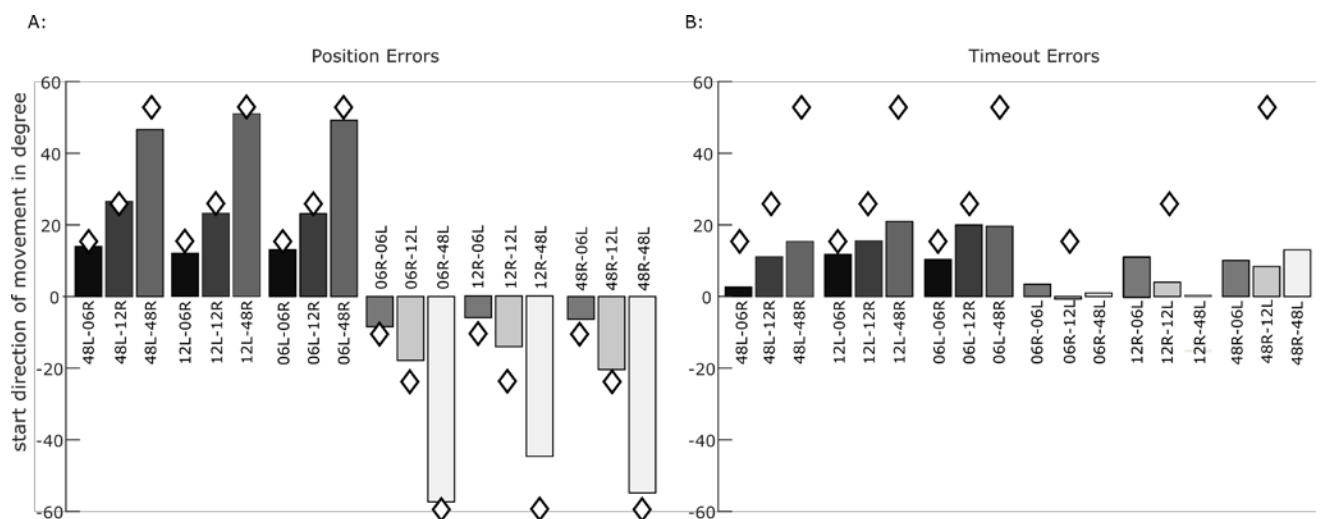 A:
B:
Position Errors
Timeout Errors
start direction of movement in degree
60
40
20
0
-20
-40
-60
48L-06R
48L-12R
48L-48R
12L-06R
12L-12R
12L-48R
06L-06R
06L-12R
06L-48R
06R-06L
06R-12L
06R-48L
12R-06L
12R-12L
12R-48L
48R-06L
48R-12L
48R-48L
60
40
20
0
-20
-40
-60
48L-06R
48L-12R
48L-48R
12L-06R
12L-12R
12L-48R
06L-06R
06L-12R
06L-48R
06R-06L
06R-12L
06R-48L
12R-06L
12R-12L
12R-48L
48R-06L
48R-12L
48R-48L